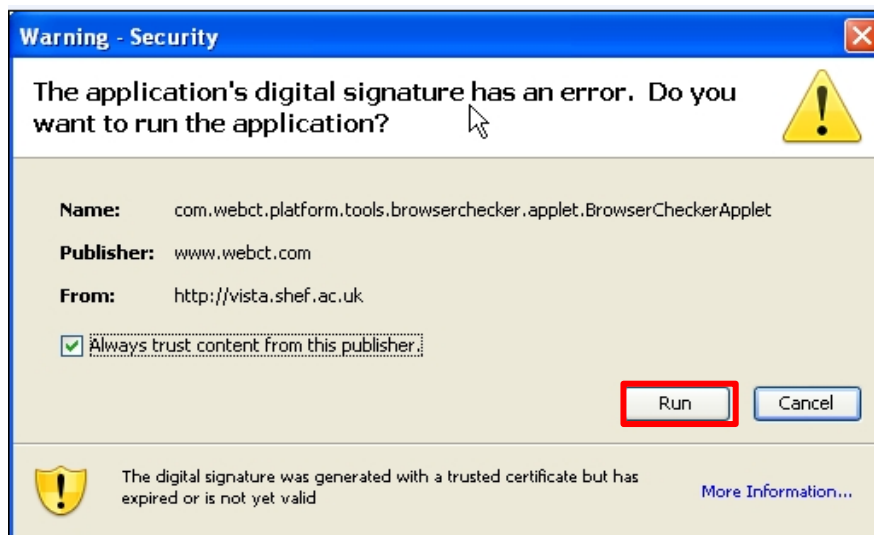 Warning - Security
The application's digital signature has an error. Do you
want to run the application?
Name: com.webct.platform.tools.browserchecker.applet.BrowserCheckerApplet
Publisher: www.webct.com
From: http://vista.shef.ac.uk
Always trust content from this publisher.
Run Cancel
The digital signature was generated with a trusted certificate but has
expired or is not yet valid
More Information...